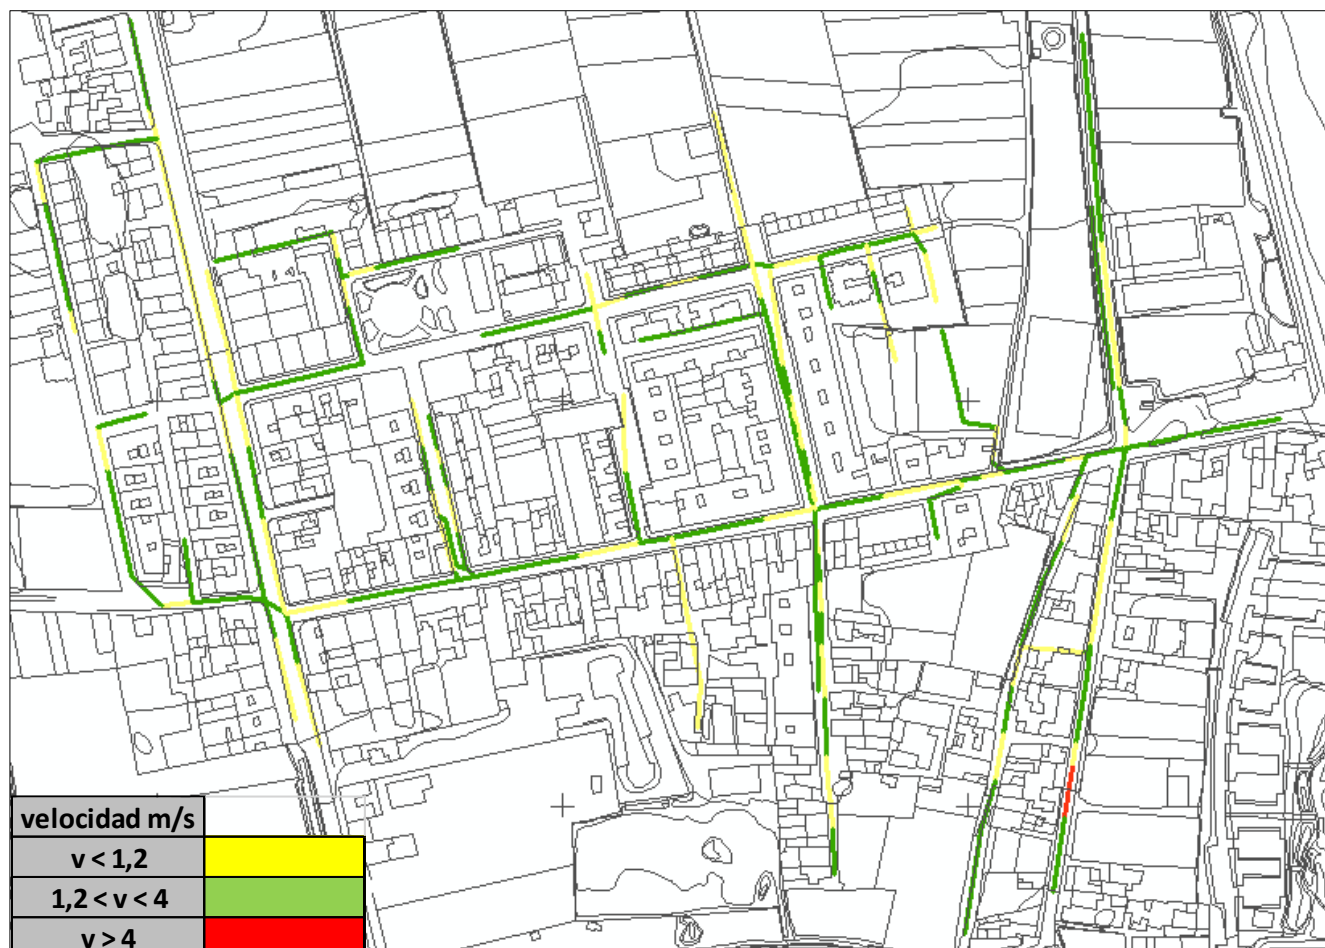 velocidad m/s
v < 1,2
1,2 < v < 4
v > 4